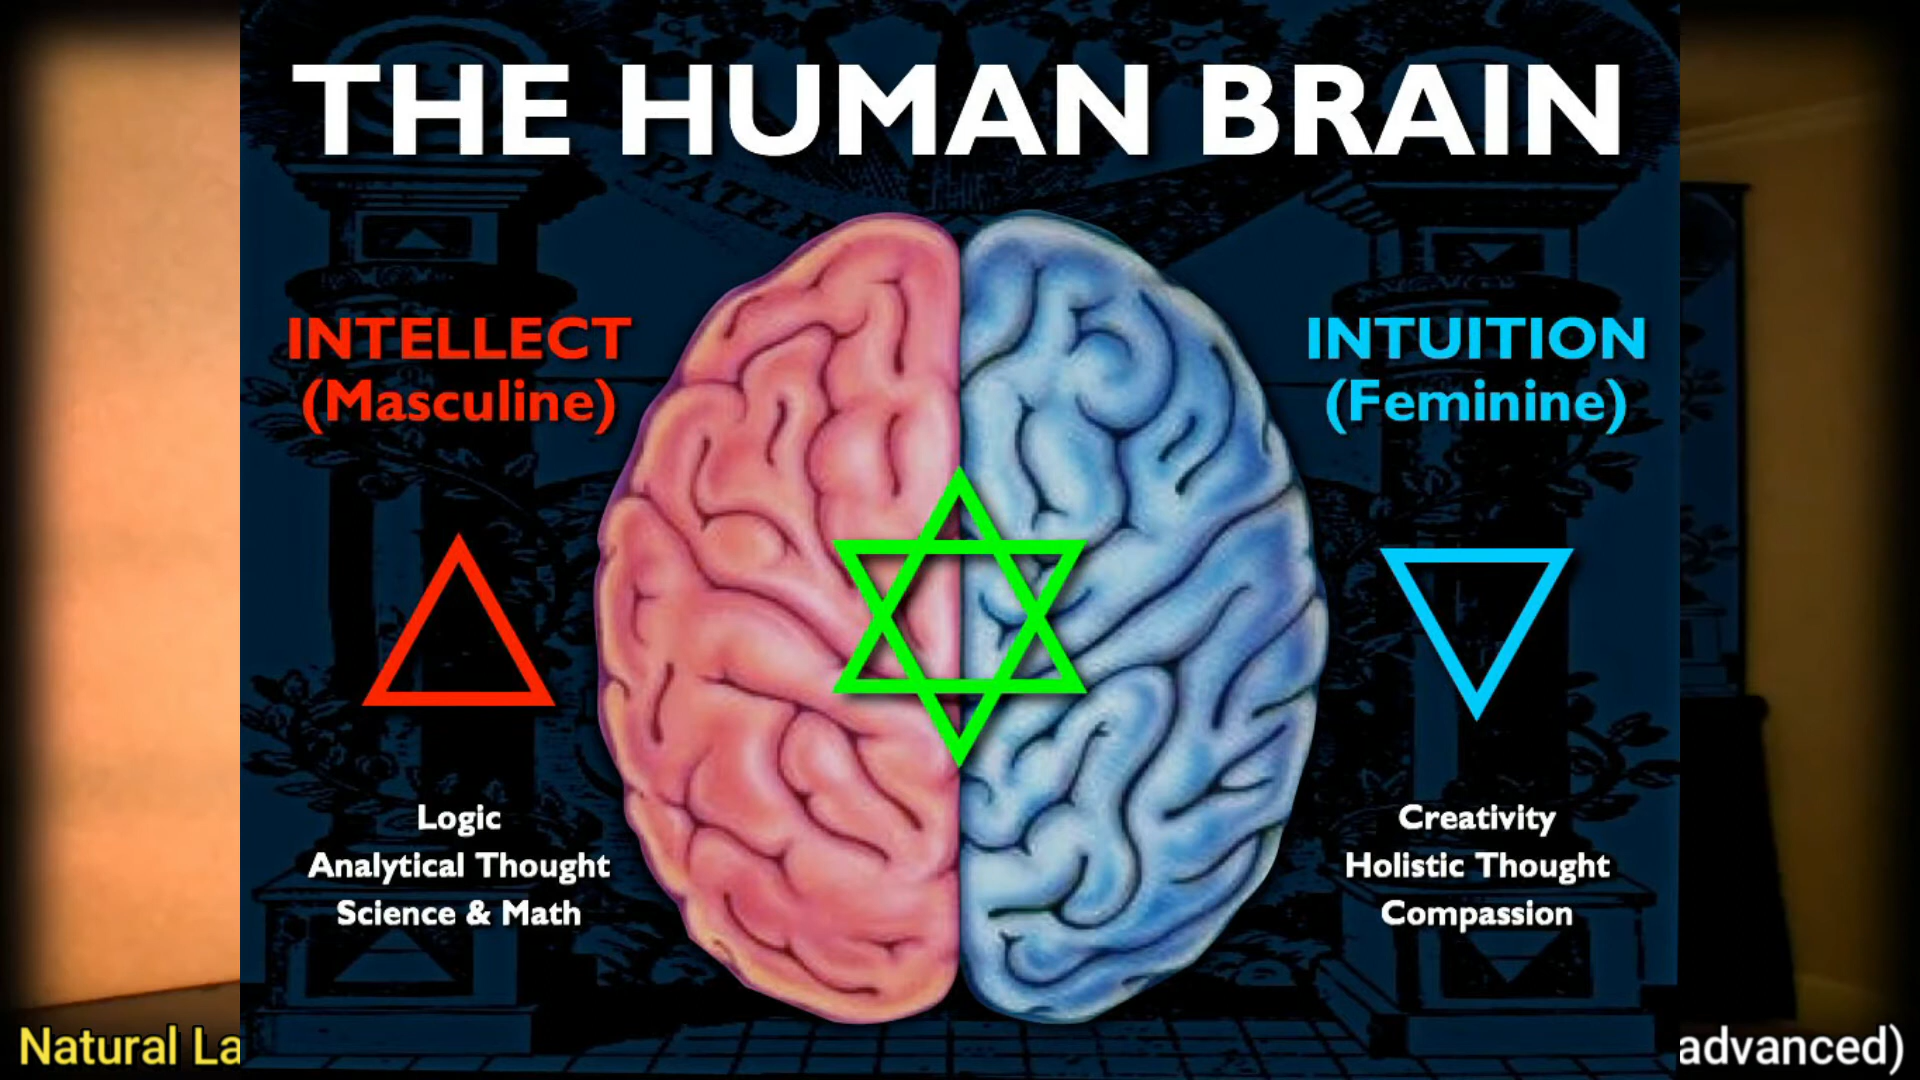 THE HUMAN BRAIN
PATER
INTELLECT
(Masculine)
INTUITION
(Feminine)
Logic
Analytical Thought
Science & Math
Creativity
Holistic Thought
Compassion
Natural La
advanced)